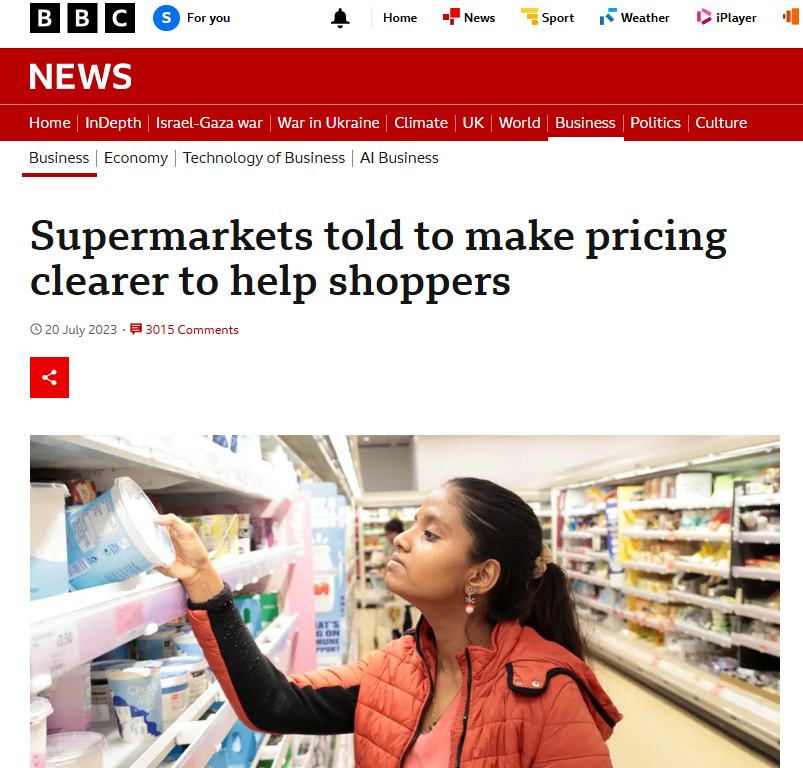 BBC S For you Home News Sport Weather iPlayer
NEWS
Home InDepth Israel-Gaza war War in Ukraine Climate UK World Business Politics Culture
Business Economy Technology of Business AI Business
Supermarkets told to make pricing
clearer to help shoppers
20 July 2023 · 3015 Comments
GREEK